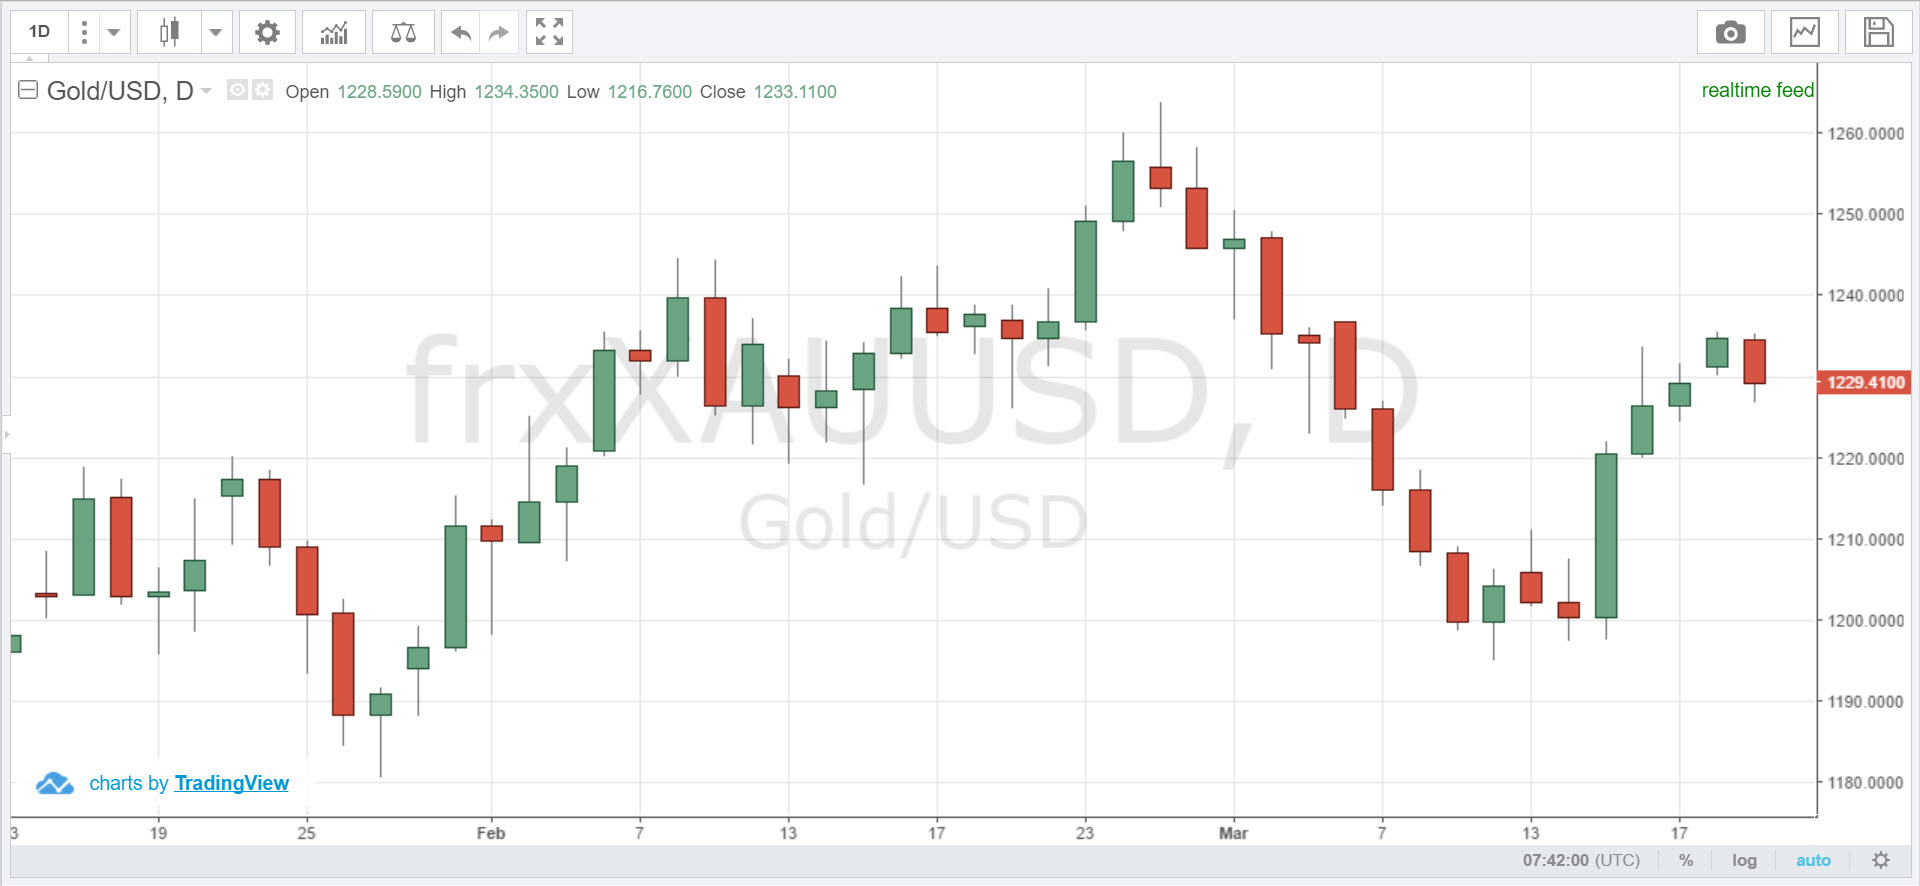 1D
Gold/USD, D Open 1228.5900 High 1234.3500 Low 1216.7600 Close 1233.1100
realtime feed
1260.0000
1250.0000
1240.0000
1229.4100
1220.0000
1210.0000
1200.0000
1190.0000
1180.0000
frxXAUUSD, D
Gold/USD
charts by TradingView
3 19 25 Feb 7 13 17 23 Mar 7 13 17
07:42:00 (UTC) % log auto